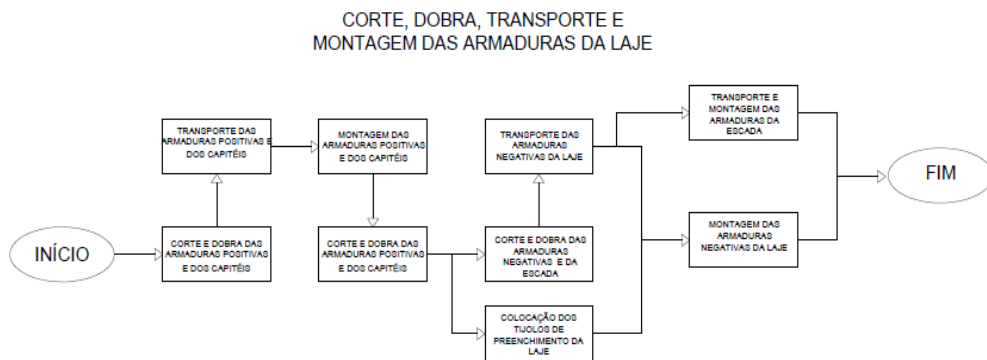 CORTE, DOBRA, TRANSPORTE E
MONTAGEM DAS ARMADURAS DA LAJE
INÍCIO
CORTE E DOBRA DAS
ARMADURAS POSITIVAS
E DOS CAPITÉIS
TRANSPORTE DAS
ARMADURAS POSITIVAS E
DOS CAPITÉIS
MONTAGEM DAS
ARMADURAS POSITIVAS
E DOS CAPITÉIS
CORTE E DOBRA DAS
ARMADURAS POSITIVAS
E DOS CAPITÉIS
CORTE E DOBRA DAS
ARMADURAS
NEGATIVAS E DA
ESCADA
TRANSPORTE DAS
ARMADURAS
NEGATIVAS DA LAJE
COLOCAÇÃO DOS
TIJOLOS DE
PREENCHIMENTO DA
LAJE
TRANSPORTE E
MONTAGEM DAS
ARMADURAS DA
ESCADA
MONTAGEM DAS
ARMADURAS
NEGATIVAS DA LAJE
FIM